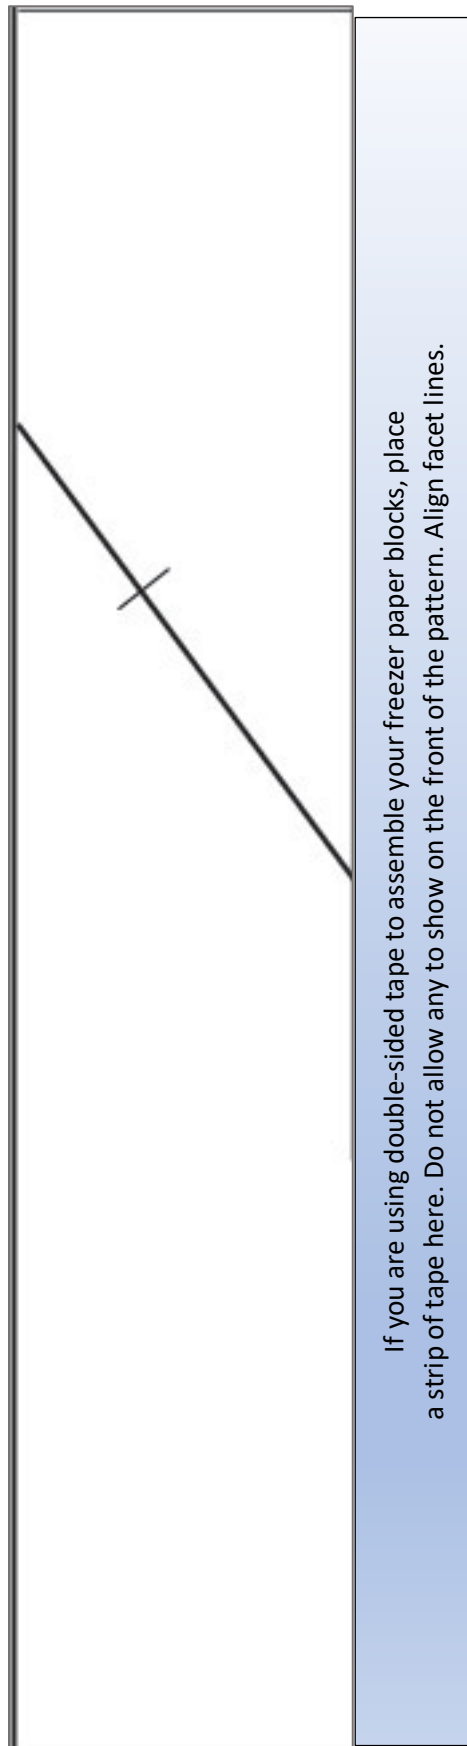 If you are using double-sided tape to assemble your freezer paper blocks, place
a strip of tape here. Do not allow any to show on the front of the pattern. Align facet lines.